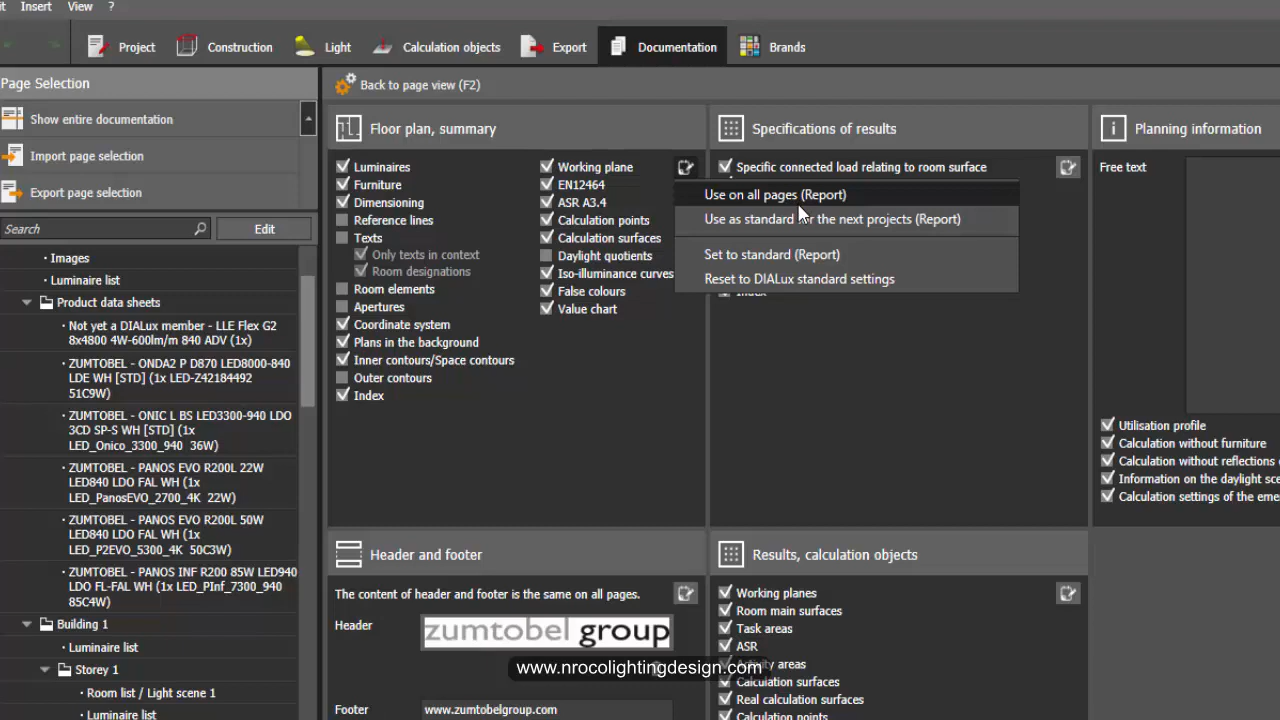 Insert View ?
Project
Construction
Light
Calculation objects
Export
Documentation
Brands
Page Selection
Show entire documentation
Import page selection
Export page selection
Search
Edit
· Images
· Luminaire list
Product data sheets
· Not yet a DIALux member - LLE Flex G2
8x4800 4W-600lm/m 840 ADV (1x)
· ZUMTOBEL - ONDA2 P D870 LED8000-840
LDE WH [STD] (1x LED-Z42184492
51C9W)
· ZUMTOBEL - ONIC L BS LED3300-940 LDO
3CD SP-S WH [STD] (1x
LED_Onico_3300_940 36W)
· ZUMTOBEL - PANOS EVO R200L 22W
LED840 LDO FAL WH (1x
LED_PanosEVO_2700_4K 22W)
· ZUMTOBEL - PANOS EVO R200L 50W
LED840 LDO FAL WH (1x
LED_P2EVO_5300_4K 50C3W)
· ZUMTOBEL - PANOS INF R200 85W LED940
LDO FL-FAL WH (1x LED_PInf_7300_940
85C4W)
Building 1
· Luminaire list
Storey 1
· Room list / Light scene 1
· Luminaire list
Back to page view (F2)
Floor plan, summary
Luminaires
Furniture
Dimensioning
Reference lines
Texts
Only texts in context
Room designations
Room elements
Apertures
Coordinate system
Plans in the background
Inner contours/Space contours
Outer contours
Index
Working plane
EN12464
ASR A3.4
Calculation points
Calculation surfaces
Daylight quotients
Iso-illuminance curves
False colours
Value chart
Specifications of results
Specific connected load relating to room surface
Use on all pages (Report)
Use as standard for the next projects (Report)
Set to standard (Report)
Reset to DIALux standard settings
Index
Planning information
Free text
Utilisation profile
Calculation without furniture
Calculation without reflections
Information on the daylight
Calculation settings of the
Header and footer
The content of header and footer is the same on all pages.
Header
zumtobel group
Footer
www.zumtobelgroup.com
Results, calculation objects
Working planes
Room main surfaces
Task areas
ASR
Activity areas
Calculation surfaces
Real calculation surfaces
Calculation points
www.nrocolightingdesign.com